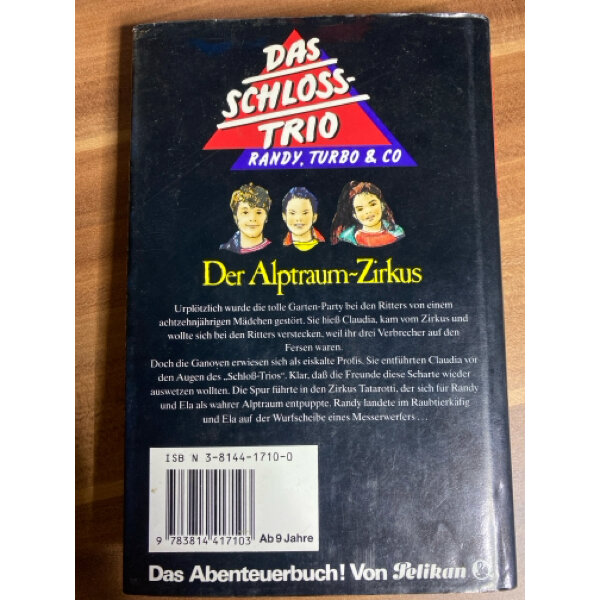 DAS
SCHLOSS-
TRIO
RANDY, TURBO & CO
Der Alptraum-Zirkus
Urplötzlich wurde die tolle Garten-Party bei den Ritters von einem
achtzehnjährigen Mädchen gestört. Sie hieß Claudia, kam vom Zirkus und
wollte sich bei den Ritters verstecken, weil ihr drei Verbrecher auf den
Fersen waren.
Doch die Ganoven erwiesen sich als eiskalte Profis. Sie entführten Claudia vor
den Augen des „Schloß-Trios". Klar, daß die Freunde diese Scharte wieder
auswetzen wollten. Die Spur führte in den Zirkus Tatarotti, der sich für Randy
und Ela als wahrer Alptraum entpuppte. Randy landete im Raubtierkäfig
und Ela auf der Wurfscheibe eines Messerwerfers . . .
ISBN 3-8144-1710-0
9 783814 417103
Ab 9 Jahre
Das Abenteuerbuch! Von Pelikan